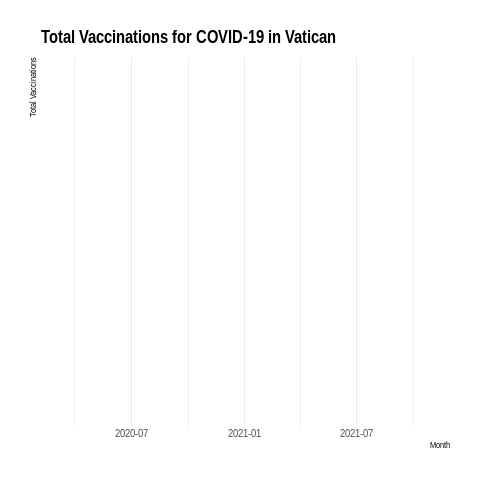 Total Vaccinations for COVID-19 in Vatican
Total Vaccinations
2020-07 2021-01 2021-07
Month